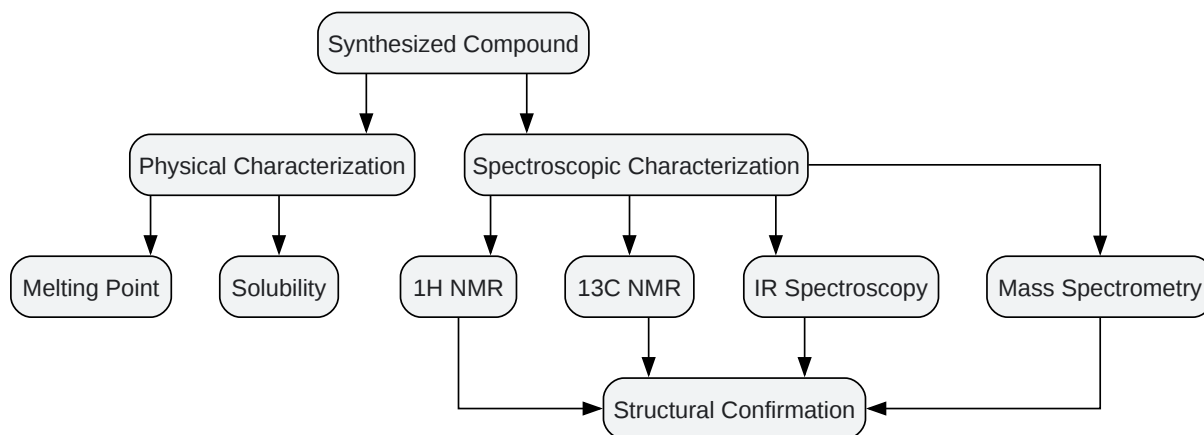 Synthesized Compound
Physical Characterization
Spectroscopic Characterization
Melting Point
Solubility
1H NMR
13C NMR
IR Spectroscopy
Mass Spectrometry
Structural Confirmation